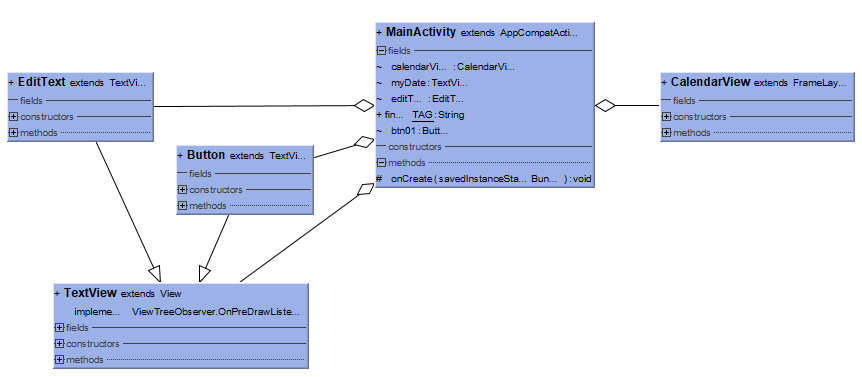 + MainActivity extends AppCompatActi...
fields
~ calendarVi... : CalendarVi...
~ myDate : TextVi...
~ editT... : EditT...
+ fin... TAG : String
~ btn01 : Butt...
constructors
methods
# onCreate ( savedInstanceSta... Bun... ) : void
+ EditText extends TextVi...
fields
constructors
methods
+ CalendarView extends FrameLay...
fields
constructors
methods
+ Button extends TextVi...
fields
constructors
methods
+ TextView extends View
impleme... ViewTreeObserver.OnPreDrawListe...
fields
constructors
methods